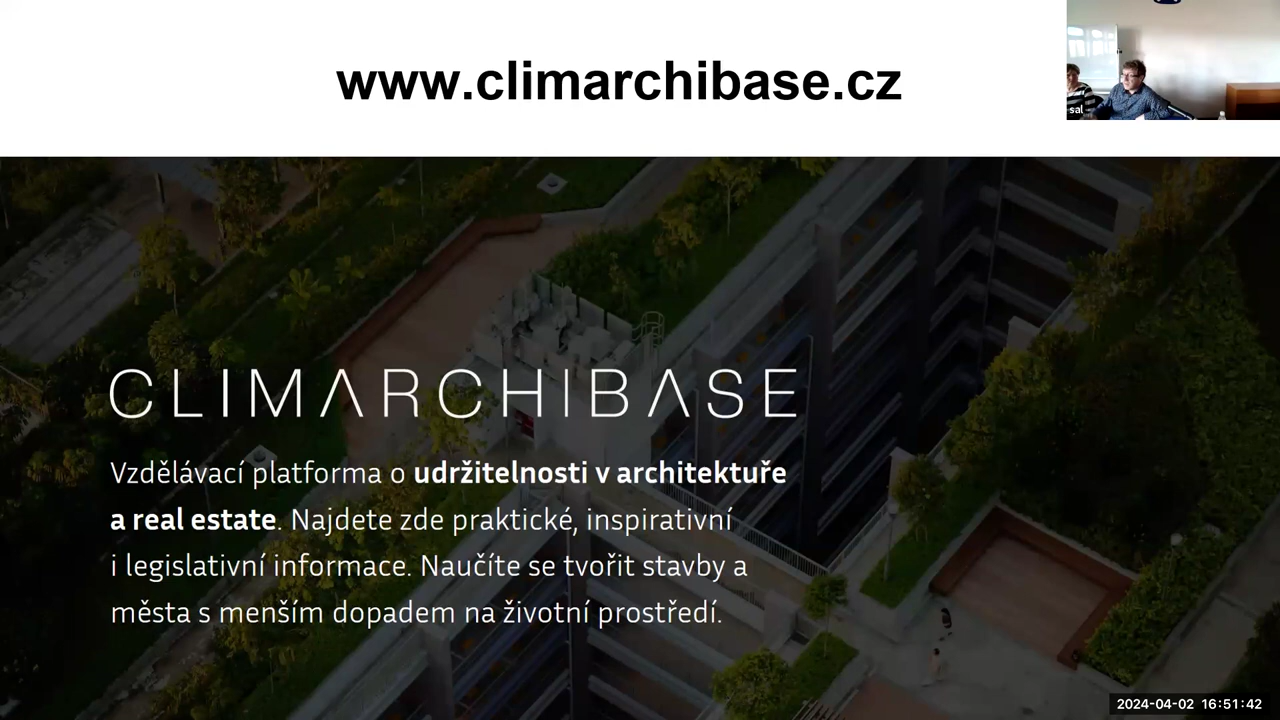 www.climarchibase.cz
sal
CLIMARCHIBASE
Vzdělávací platforma o udržitelnosti v architektuře
a real estate. Najdete zde praktické, inspirativní
i legislativní informace. Naučíte se tvořit stavby a
města s menším dopadem na životní prostředí.
2024-04-02 16:51:42